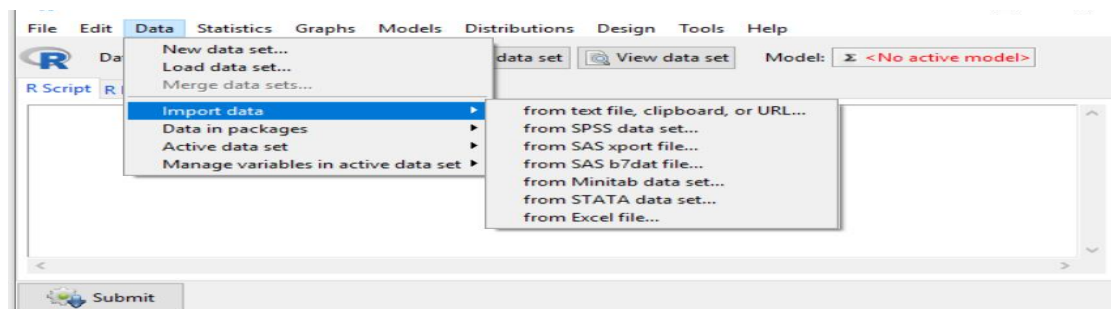 File Edit Data Statistics Graphs Models Distributions Design Tools Help
R Da data set View data set Model: Σ <No active model>
R Script R
New data set...
Load data set...
Merge data sets...
Import data
Data in packages
Active data set
Manage variables in active data set
from text file, clipboard, or URL...
from SPSS data set...
from SAS xport file...
from SAS b7dat file...
from Minitab data set...
from STATA data set...
from Excel file...
Submit